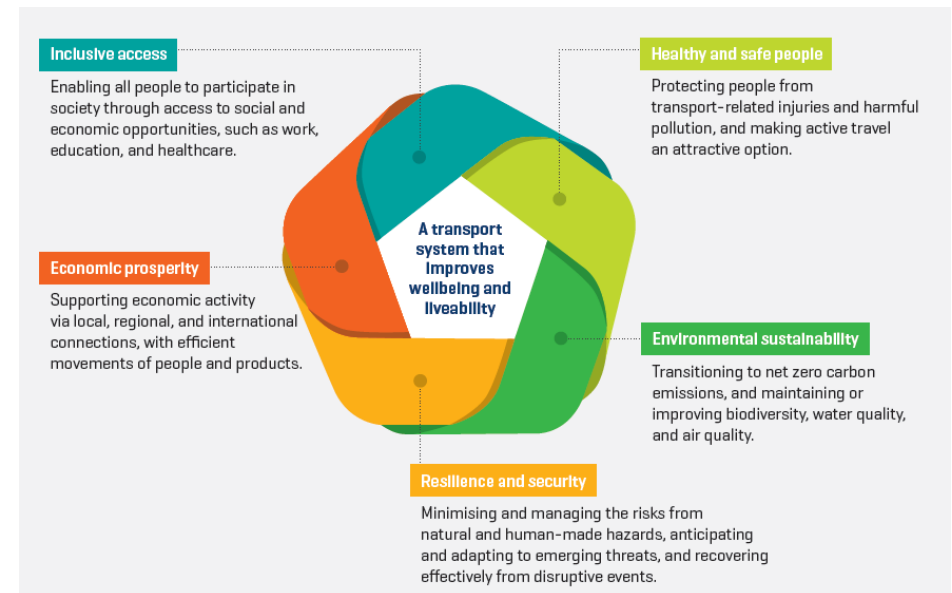 Inclusive access
Enabling all people to participate in
society through access to social and
economic opportunities, such as work,
education, and healthcare.
Healthy and safe people
Protecting people from
transport-related injuries and harmful
pollution, and making active travel
an attractive option.
A transport
system that
improves
wellbeing and
liveability
Economic prosperity
Supporting economic activity
via local, regional, and international
connections, with efficient
movements of people and products.
Environmental sustainability
Transitioning to net zero carbon
emissions, and maintaining or
improving biodiversity, water quality,
and air quality.
Resilience and security
Minimising and managing the risks from
natural and human-made hazards, anticipating
and adapting to emerging threats, and recovering
effectively from disruptive events.